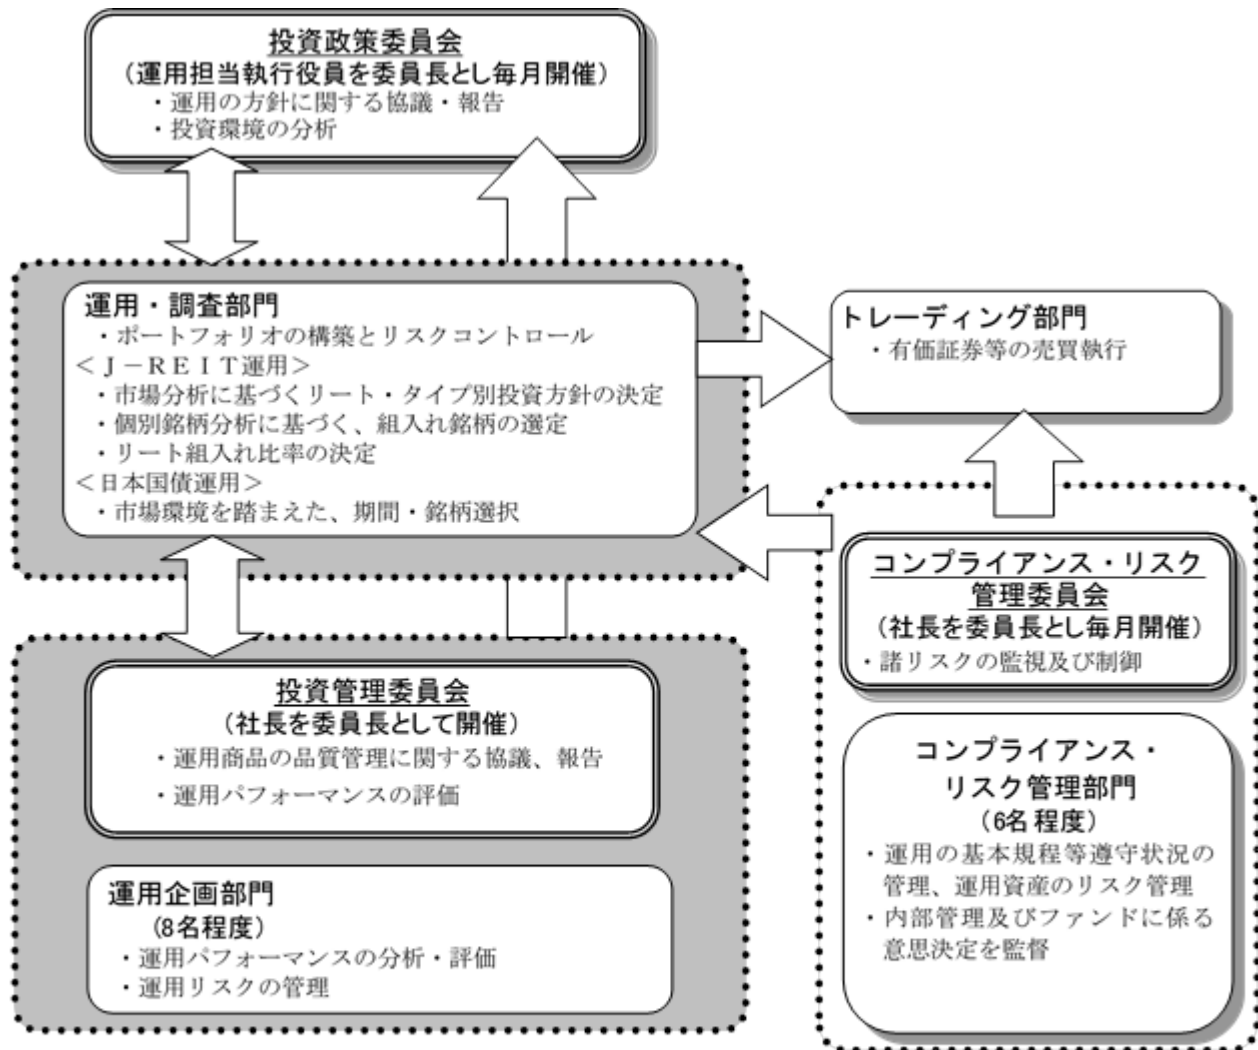 投資政策委員会
（運用担当執行役員を委員長とし毎月開催）
・運用の方針に関する協議・報告
・投資環境の分析
運用・調査部門
・ポートフォリオの構築とリスクコントロール
＜Ｊ－ＲＥＩＴ運用＞
・市場分析に基づくリート・タイプ別投資方針の決定
・個別銘柄分析に基づく、組入れ銘柄の選定
・リート組入れ比率の決定
＜日本国債運用＞
・市場環境を踏まえた、期間・銘柄選択
トレーディング部門
・有価証券等の売買執行
投資管理委員会
（社長を委員長として開催）
・運用商品の品質管理に関する協議、報告
・運用パフォーマンスの評価
運用企画部門
（8名程度）
・運用パフォーマンスの分析・評価
・運用リスクの管理
コンプライアンス・リスク
管理委員会
（社長を委員長とし毎月開催）
・諸リスクの監視及び制御
コンプライアンス・
リスク管理部門
（6名程度）
・運用の基本規程等遵守状況の
管理、運用資産のリスク管理
・内部管理及びファンドに係る
意思決定を監督